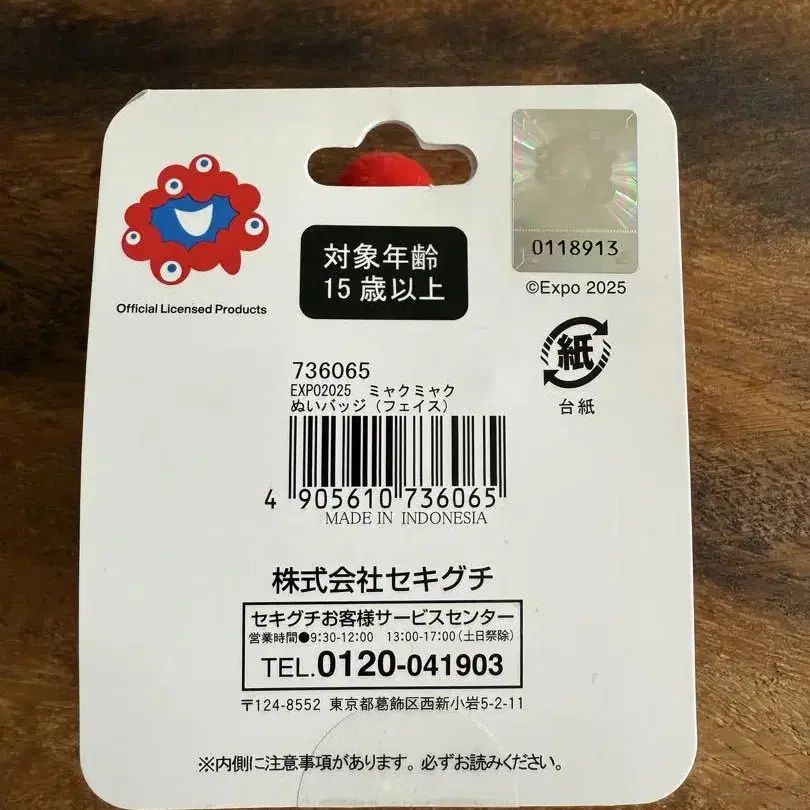 Official Licensed Products
対象年齢
15歳以上
0118913
©Expo 2025
紙
台紙
736065
EXPO2025 ミャクミャク
ぬいバッジ（フェイス）
4 905610 736065
MADE IN INDONESIA
株式会社セキグチ
セキグチお客様サービスセンター
営業時間●9:30-12:00 13:00-17:00（土日祭除）
TEL.0120-041903
〒124-8552 東京都葛飾区西新小岩5-2-11
※内側に注意事項があります。必ずお読みください。